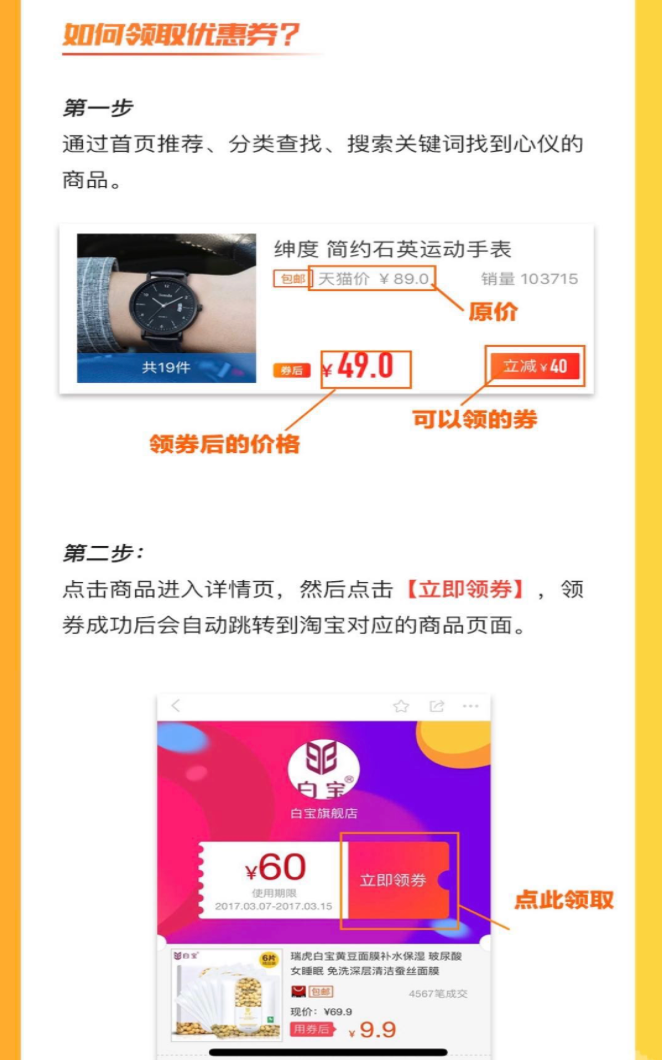 如何领取优惠券？
第一步
通过首页推荐、分类查找、搜索关键词找到心仪的
商品。
绅度 简约石英运动手表
包邮 天猫价 ￥89.0 销量 103715
原价
共19件
券后 ￥49.0 立减￥40
可以领的券
领券后的价格
第二步：
点击商品进入详情页，然后点击【立即领券】，领
券成功后会自动跳转到淘宝对应的商品页面。
白宝®
白宝旗舰店
¥60
使用期限
2017.03.07-2017.03.15
立即领券
点此领取
白宝
6片
瑞虎白宝黄豆面膜补水保湿 玻尿酸
女睡眠 免洗深层清洁蚕丝面膜
包邮 4567笔成交
现价：¥69.9
用券后 ¥9.9